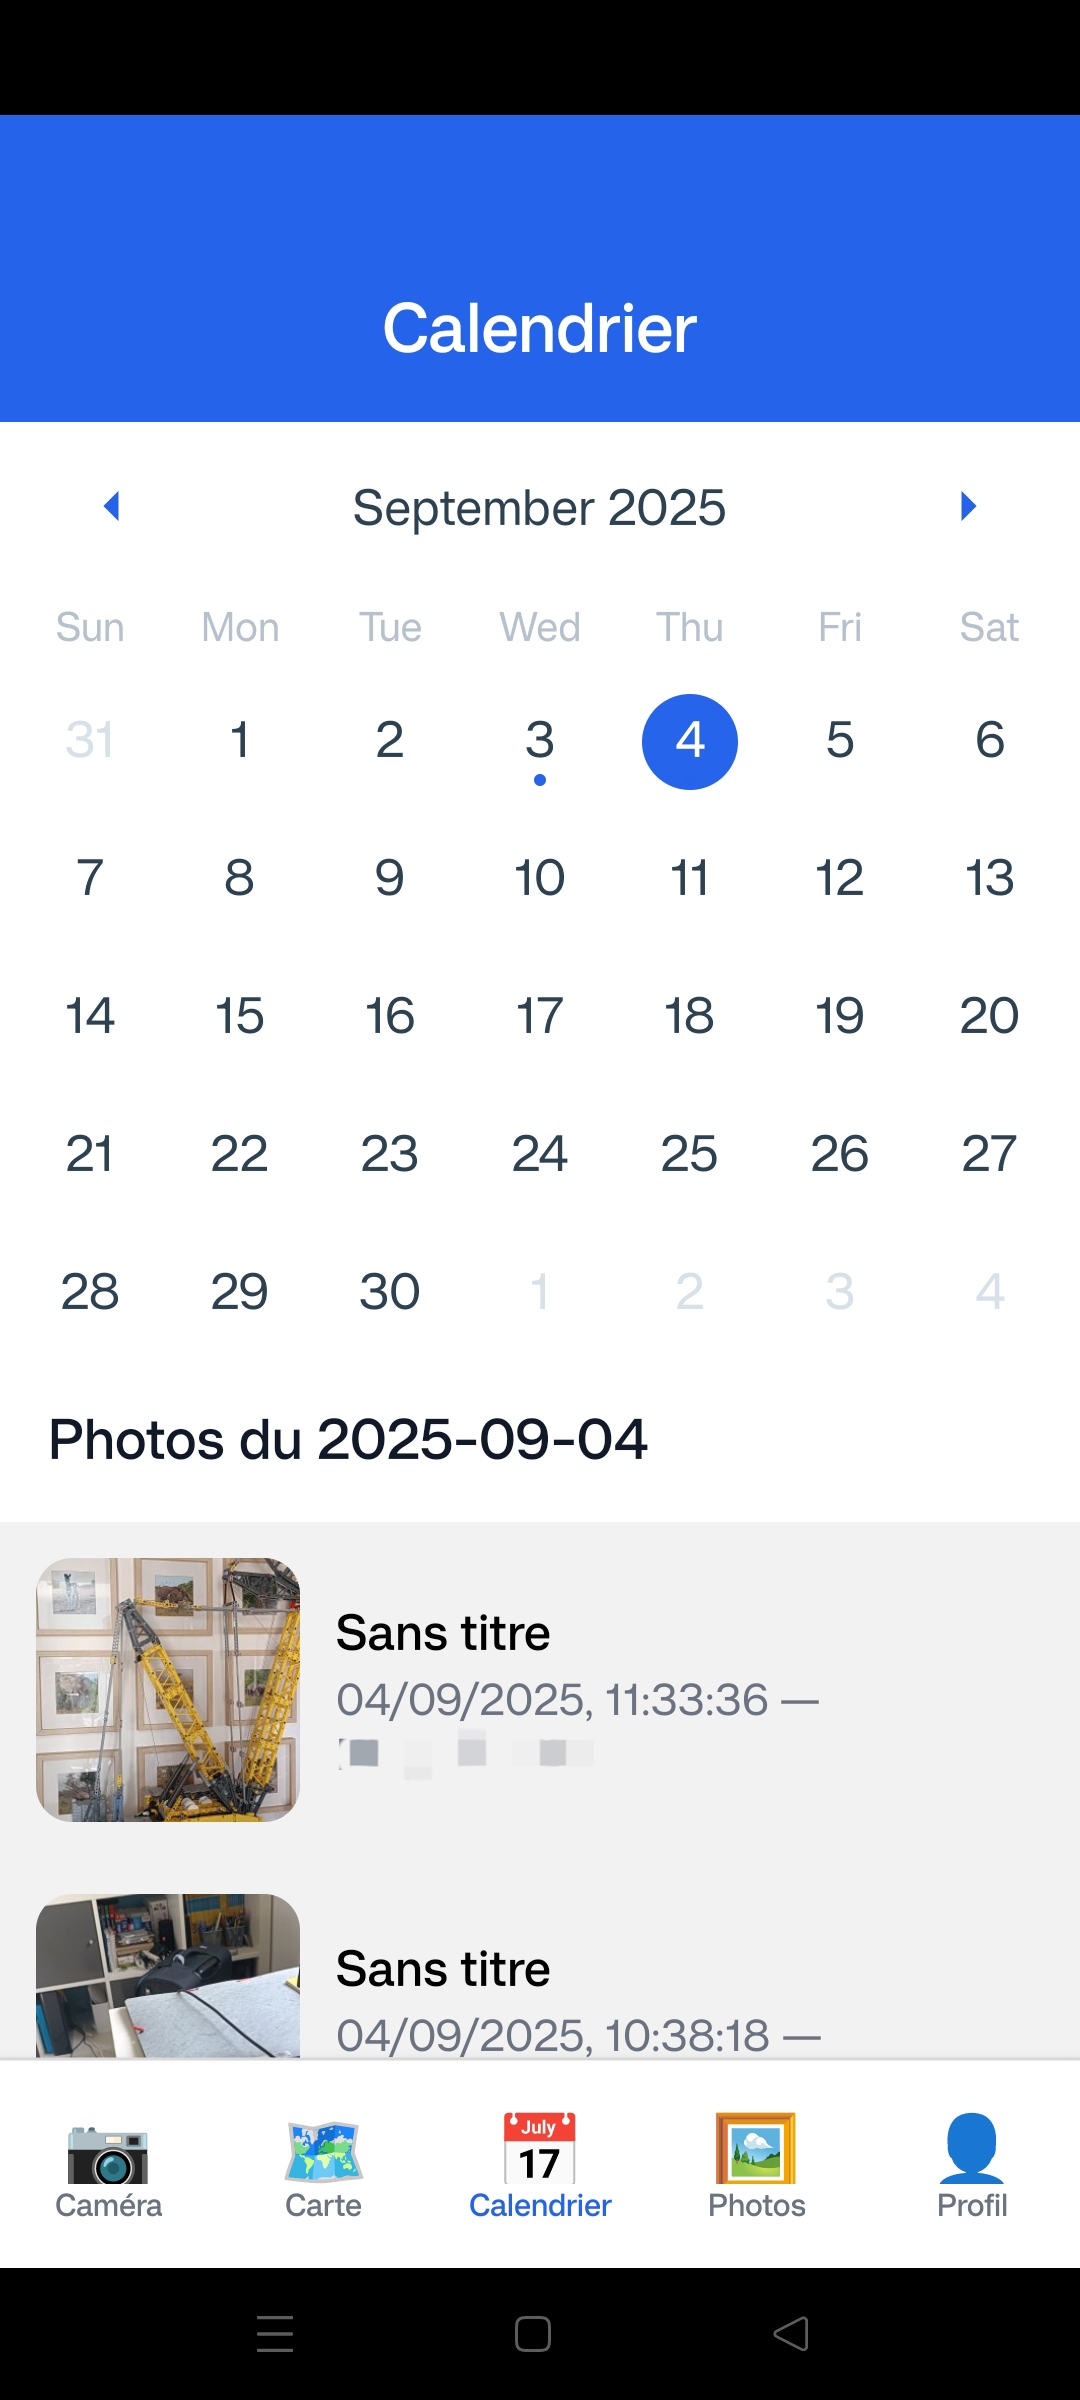 Calendrier
September 2025
Sun Mon Tue Wed Thu Fri Sat
31 1 2 3 4 5 6
7 8 9 10 11 12 13
14 15 16 17 18 19 20
21 22 23 24 25 26 27
28 29 30 1 2 3 4
Photos du 2025-09-04
Sans titre
04/09/2025, 11:33:36 —
Sans titre
04/09/2025, 10:38:18 —
July
17
Caméra Carte Calendrier Photos Profil